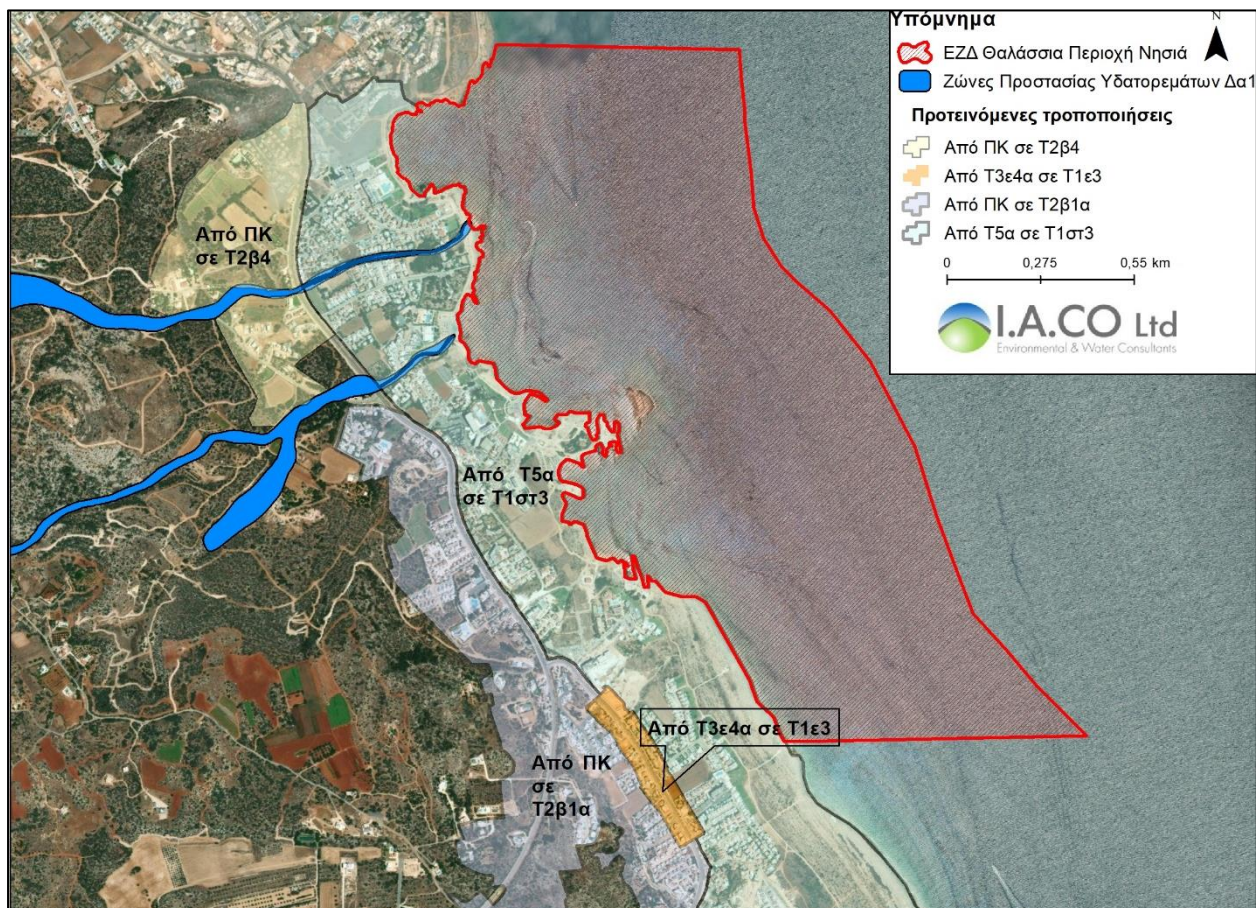 Υπόμνημα
N
ΕΖΔ Θαλάσσια Περιοχή Νησιά
Ζώνες Προστασίας Υδατορεμάτων Δα1
Προτεινόμενες τροποποιήσεις
Από ΠΚ σε Τ2β4
Από Τ3ε4α σε Τ1ε3
Από ΠΚ σε Τ2β1α
Από Τ5α σε Τ1στ3
0 0,275 0,55 km
I.A.CO Ltd
Environmental & Water Consultants
Από ΠΚ
σε Τ2β4
Από Τ5α
σε Τ1στ3
Από Τ3ε4α σε Τ1ε3
Από ΠΚ
σε
Τ2β1α